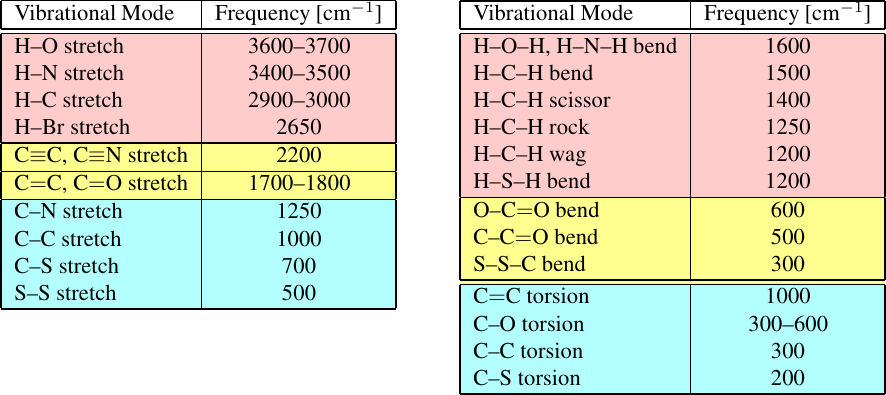 Vibrational Mode Frequency [cm⁻¹]
H–O stretch 3600–3700
H–N stretch 3400–3500
H–C stretch 2900–3000
H–Br stretch 2650
C≡C, C≡N stretch 2200
C=C, C=O stretch 1700–1800
C–N stretch 1250
C–C stretch 1000
C–S stretch 700
S–S stretch 500
Vibrational Mode Frequency [cm⁻¹]
H–O–H, H–N–H bend 1600
H–C–H bend 1500
H–C–H scissor 1400
H–C–H rock 1250
H–C–H wag 1200
H–S–H bend 1200
O–C=O bend 600
C–C=O bend 500
S–S–C bend 300
C=C torsion 1000
C–O torsion 300–600
C–C torsion 300
C–S torsion 200